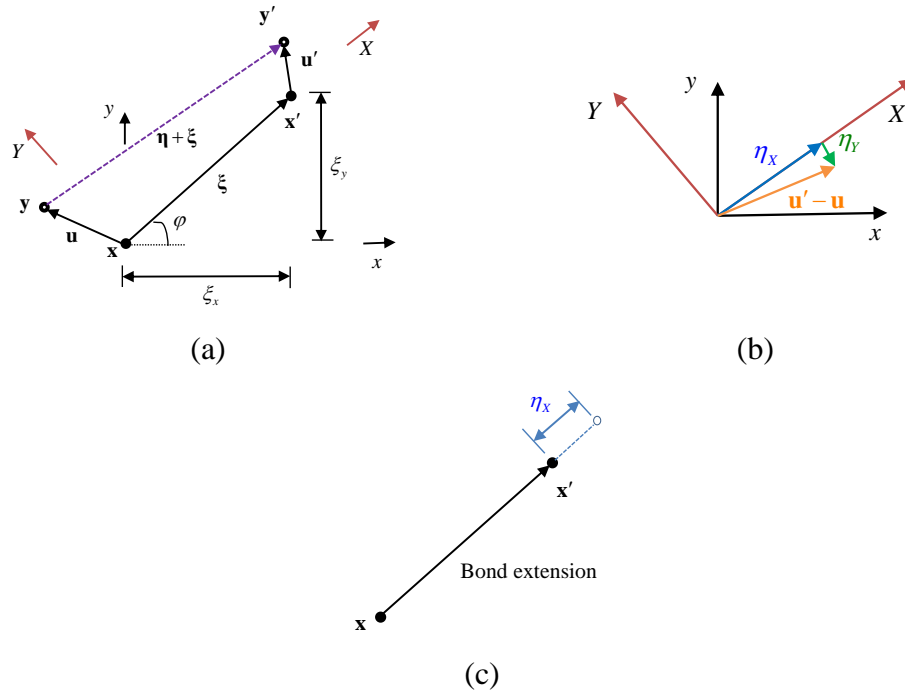 y′
X
u′
x′
y
Y
η + ξ
ξ
ξ_y
y
u
φ
x
x
ξ_x
(a)
Y
y
X
η_X
η_Y
u′ − u
x
(b)
η_X
x′
Bond extension
x
(c)